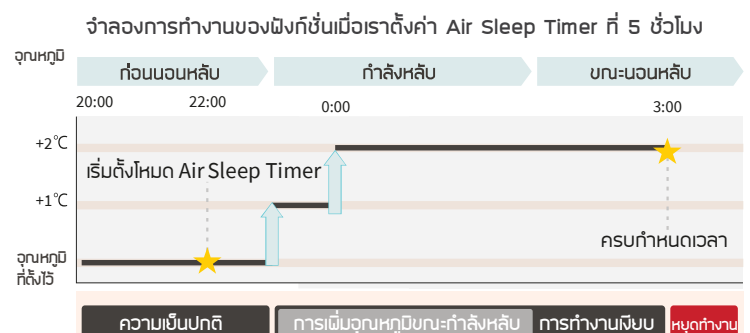 จำลองการทำงานของฟังก์ชั่นเมื่อเราตั้งค่า Air Sleep Timer ที่ 5 ชั่วโมง
อุณหภูมิ
ก่อนนอนหลับ กำลังหลับ ขณะนอนหลับ
20:00 22:00 0:00 3:00
+2℃
เริ่มตั้งโหมด Air Sleep Timer
+1℃
ครบกำหนดเวลา
อุณหภูมิ
ที่ตั้งไว้
ความเย็นปกติ การเพิ่มอุณหภูมิขณะกำลังหลับ การทำงานเงียบ หยุดทำงาน